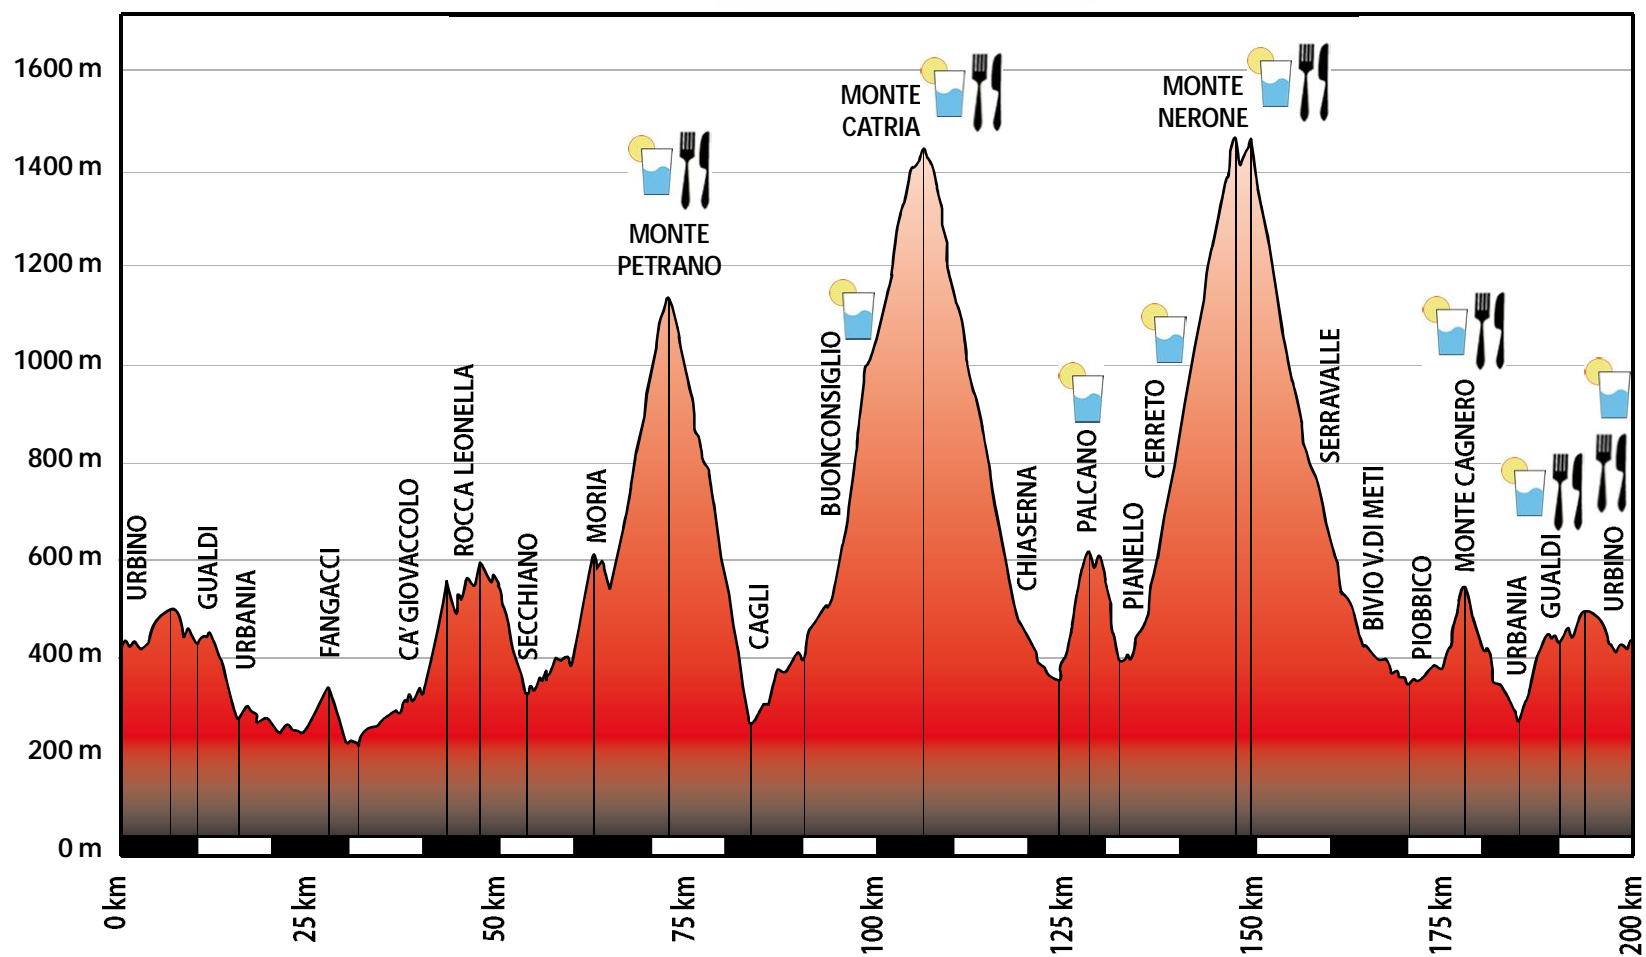 1600 m
1400 m
1200 m
1000 m
800 m
600 m
400 m
200 m
0 m
URBINO
GUALDI
URBANIA
FANGACCI
CA' GIOVACCOLO
ROCCA LEONELLA
SECCHIANO
MORIA
MONTE
PETRANO
CAGLI
BUONCONSIGLIO
MONTE
CATRIA
CHIASERNA
PALCANO
PIANELLO
CERRETO
MONTE
NERONE
SERRAVALLE
BIVIO V.DI METI
PIOBBICO
MONTE CAGNERO
URBANIA
GUALDI
URBINO
0 km
25 km
50 km
75 km
100 km
125 km
150 km
175 km
200 km